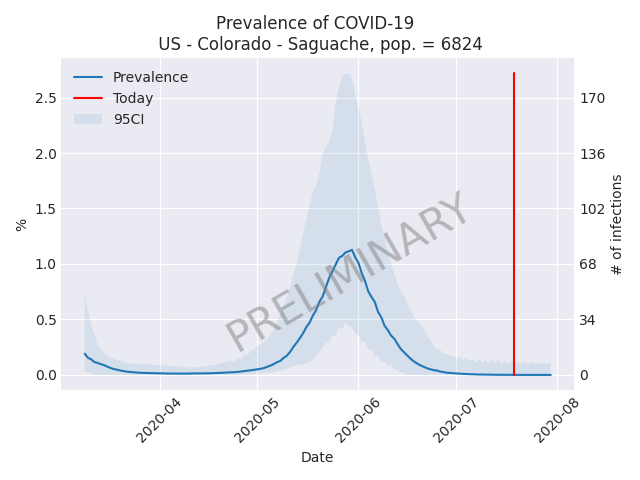 Prevalence of COVID-19
US - Colorado - Saguache, pop. = 6824
Prevalence
Today
95CI
PRELIMINARY
%
2.5
2.0
1.5
1.0
0.5
0.0
170
136
102
68
34
0
# of infections
2020-04
2020-05
2020-06
2020-07
2020-08
Date